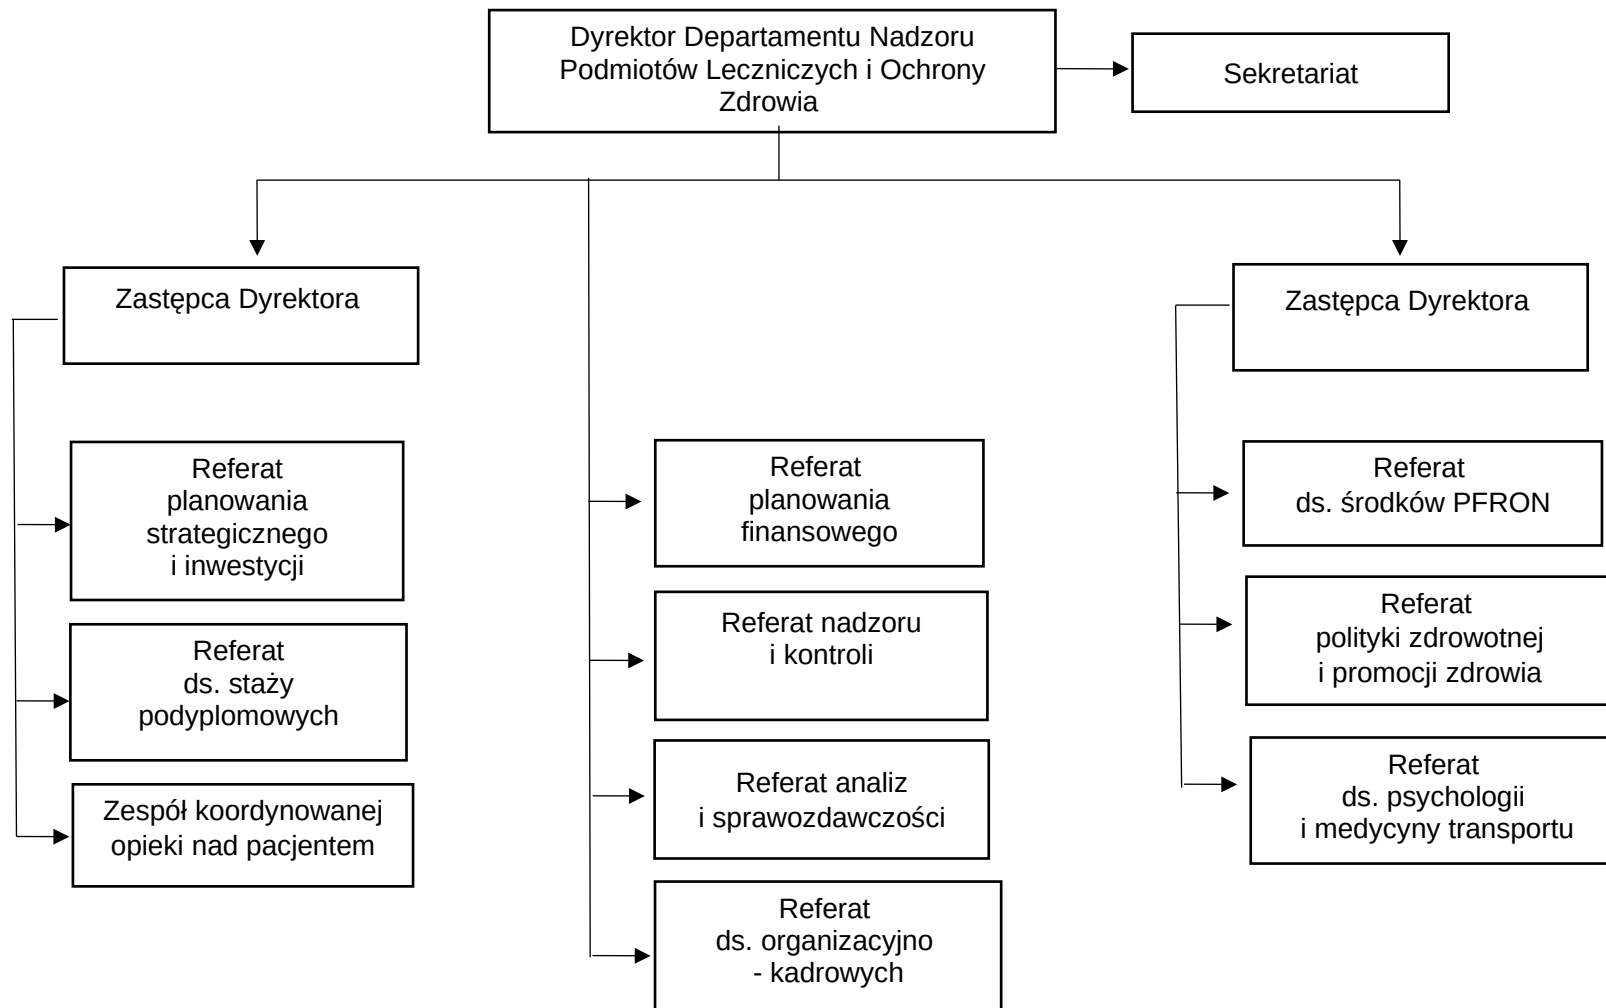 Dyrektor Departamentu Nadzoru
Podmiotów Leczniczych i Ochrony
Zdrowia
Sekretariat
Zastępca Dyrektora
Zastępca Dyrektora
Referat
planowania
strategicznego
i inwestycji
Referat
ds. staży
podyplomowych
Zespół koordynowanej
opieki nad pacjentem
Referat
planowania
finansowego
Referat nadzoru
i kontroli
Referat analiz
i sprawozdawczości
Referat
ds. organizacyjno
- kadrowych
Referat
ds. środków PFRON
Referat
polityki zdrowotnej
i promocji zdrowia
Referat
ds. psychologii
i medycyny transportu